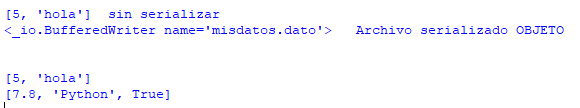 [5, 'hola']  sin serializar
<_io.BufferedWriter name='misdatos.dato'>   Archivo serializado OBJETO
[5, 'hola']
[7.8, 'Python', True]